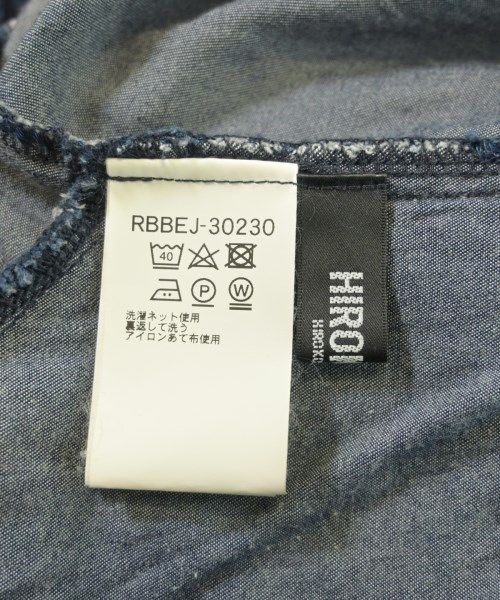 RBBEJ-30230
40
P W
洗濯ネット使用
裏返して洗う
アイロンあて布使用
HIROK